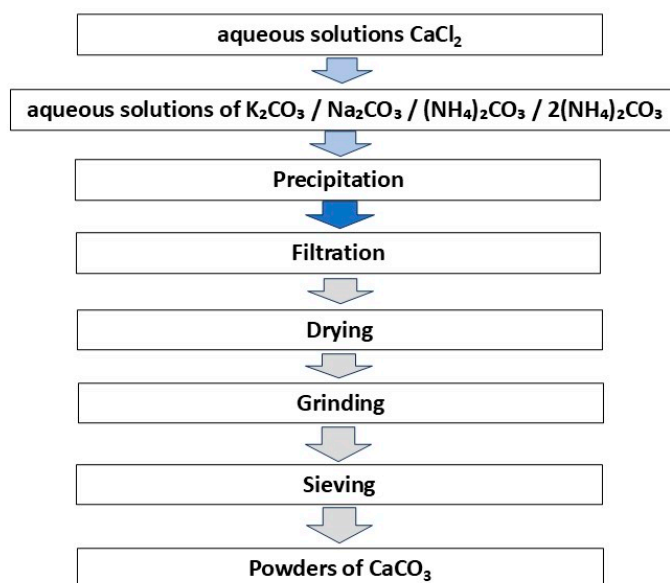 aqueous solutions CaCl₂
aqueous solutions of K₂CO₃ / Na₂CO₃ / (NH₄)₂CO₃ / 2(NH₄)₂CO₃
Precipitation
Filtration
Drying
Grinding
Sieving
Powders of CaCO₃